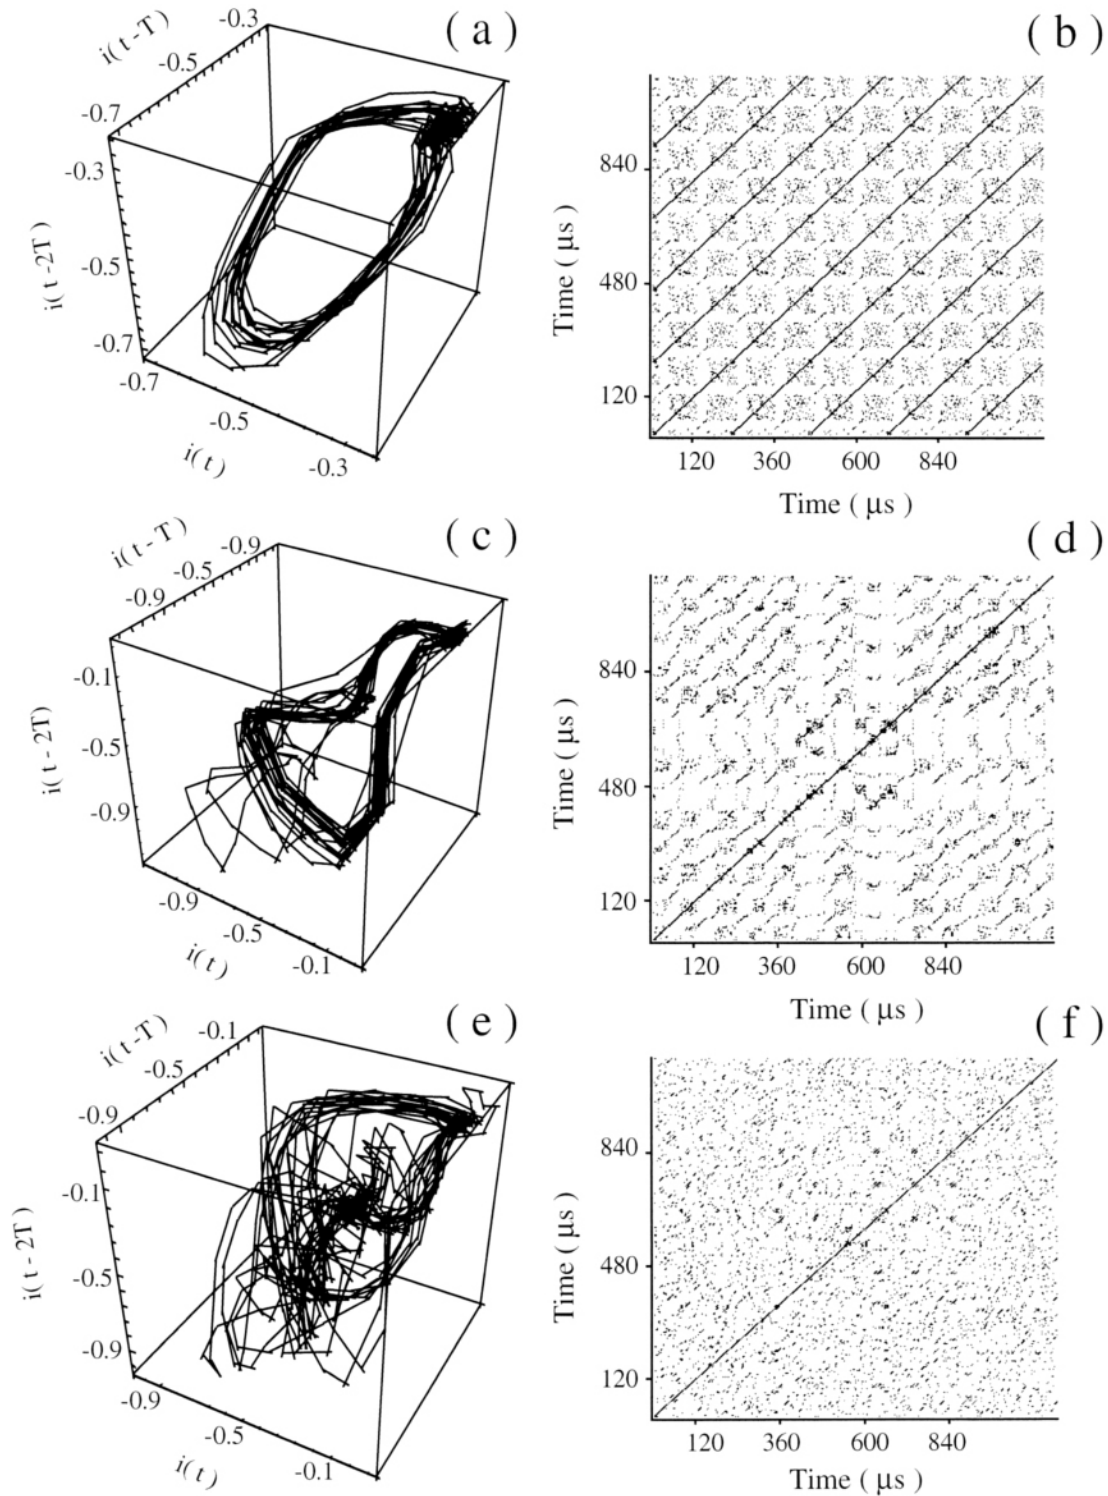 ( a )
i(t-T)
-0.3
-0.5
-0.7
-0.3
-0.5
-0.7
i(t-2T)
-0.7
-0.5
-0.3
i(t)
( b )
840
480
120
Time ( μs )
120 360 600 840
Time ( μs )
( c )
i(t-T)
-0.9
-0.5
-0.9
-0.1
-0.5
-0.9
i(t - 2T)
-0.9
-0.5
-0.1
i(t)
( d )
840
480
120
Time ( μs )
120 360 600 840
Time ( μs )
( e )
i(t-T)
-0.1
-0.5
-0.9
-0.1
-0.5
-0.9
i(t - 2T)
-0.9
-0.5
-0.1
i(t)
( f )
840
480
120
Time ( μs )
120 360 600 840
Time ( μs )